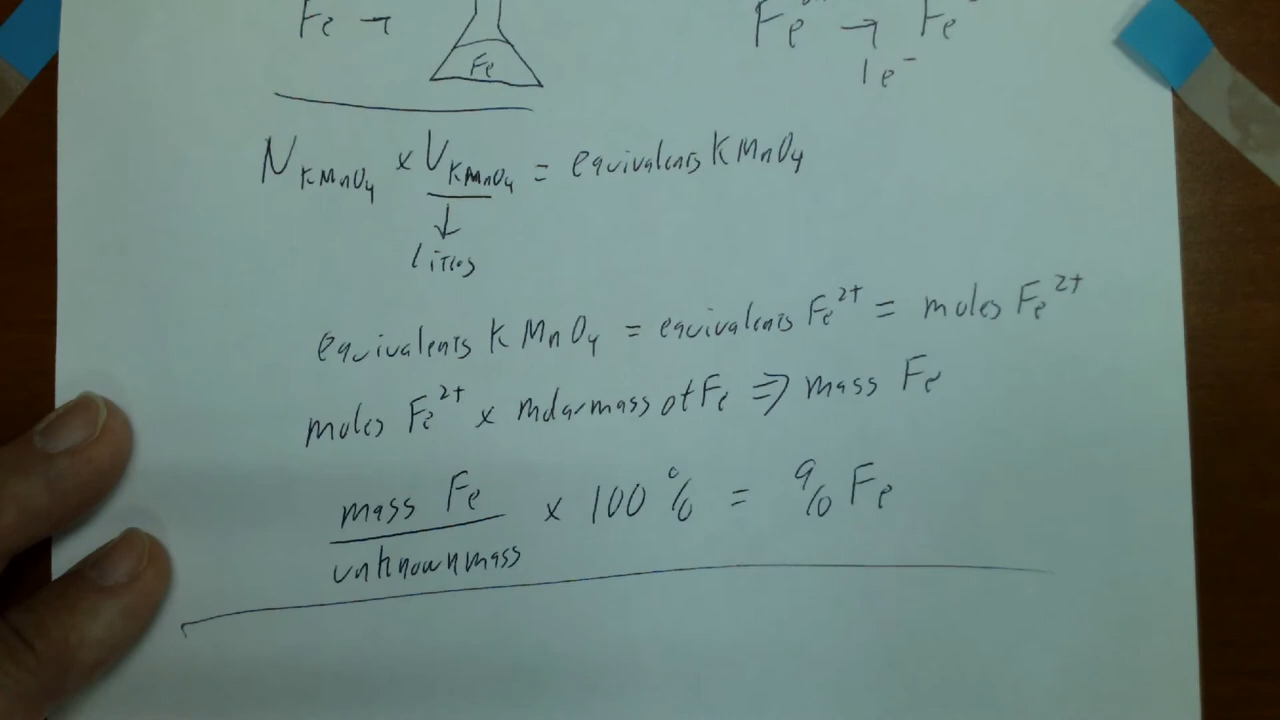 Fe →
Fe
Fe → Fe
1e⁻
N KMnO₄ × V KMnO₄ = equivalents KMnO₄
↓
litres
equivalents KMnO₄ = equivalents Fe²⁺ = moles Fe²⁺
moles Fe²⁺ × molar mass of Fe ⇒ mass Fe
mass Fe
unknown mass
× 100 % = % Fe